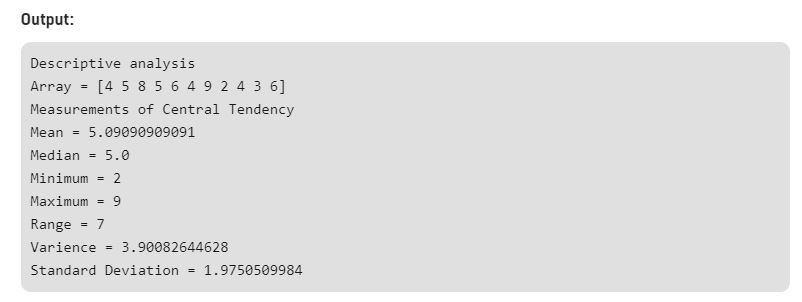 Output:
Descriptive analysis
Array = [4 5 8 5 6 4 9 2 4 3 6]
Measurements of Central Tendency
Mean = 5.09090909091
Median = 5.0
Minimum = 2
Maximum = 9
Range = 7
Varience = 3.90082644628
Standard Deviation = 1.9750509984